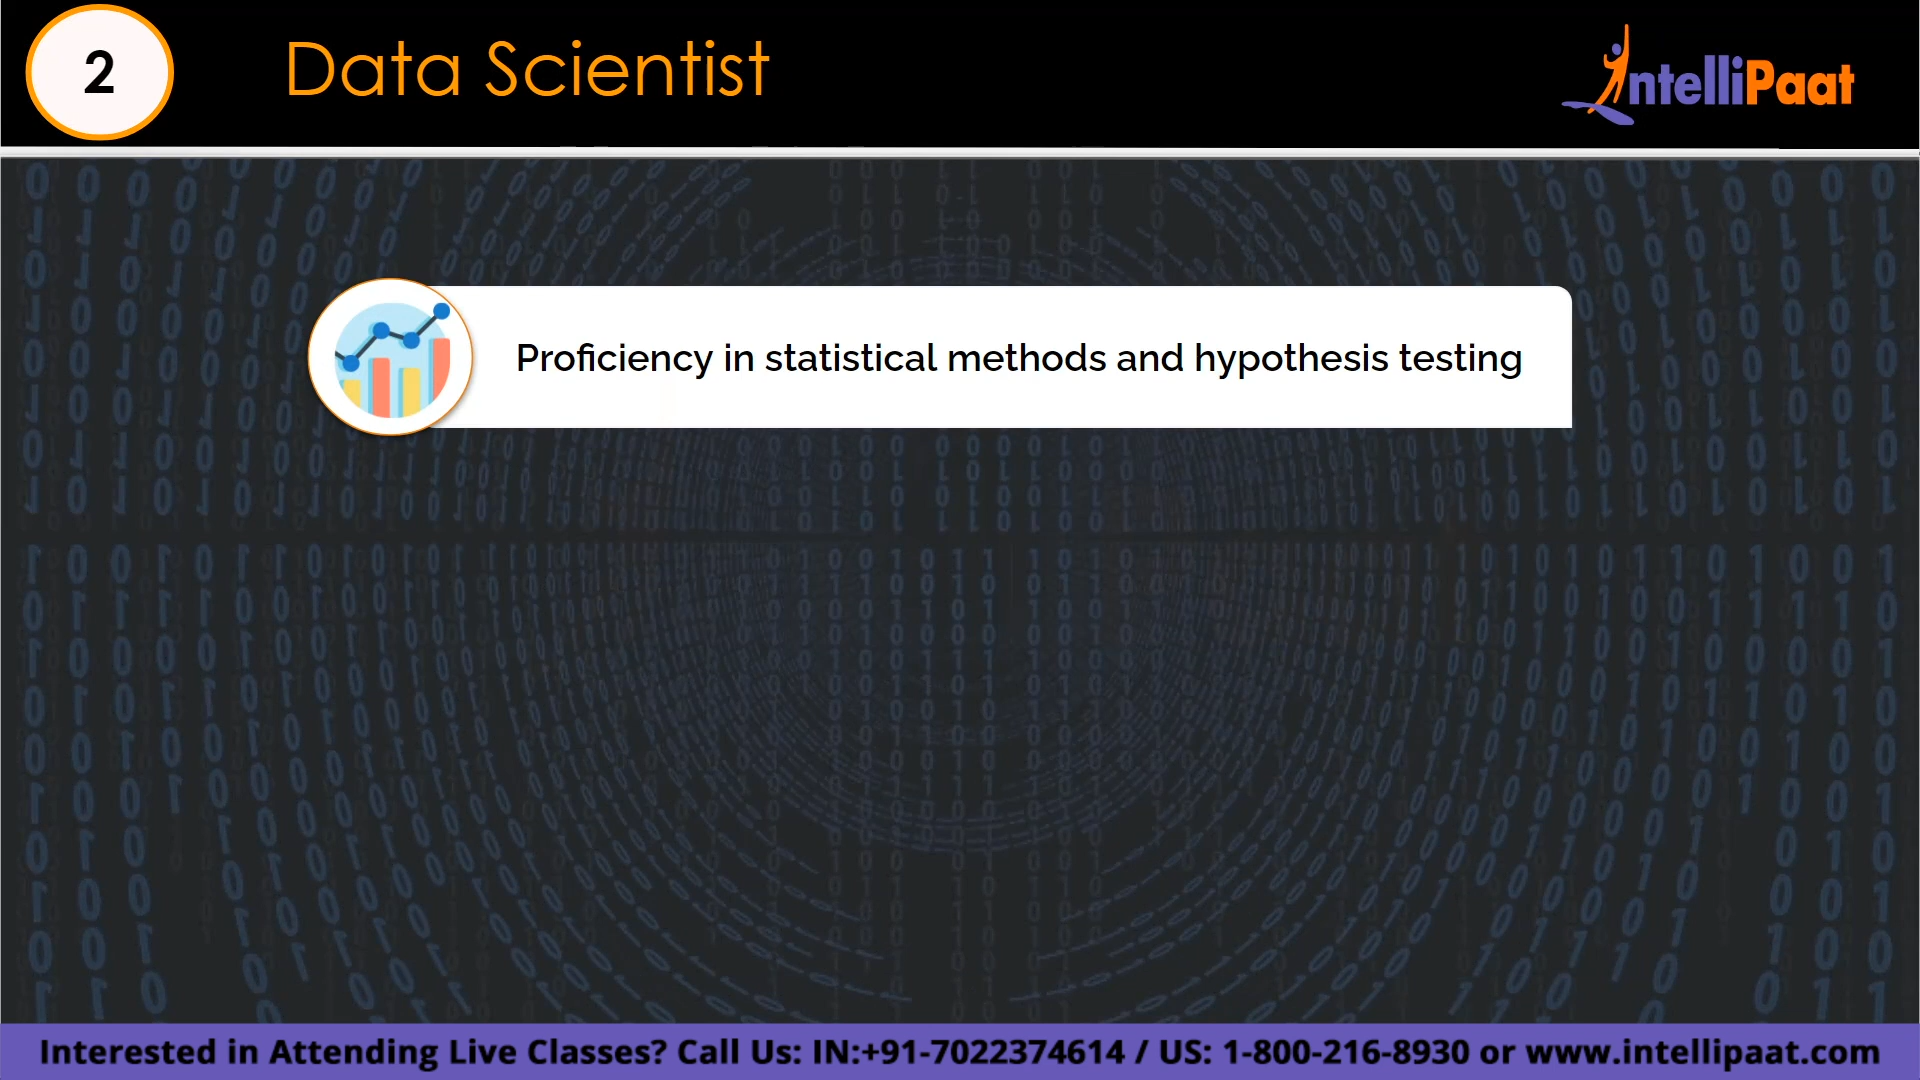 2
Data Scientist
IntelliPaat
Proficiency in statistical methods and hypothesis testing
Interested in Attending Live Classes? Call Us: IN:+91-7022374614 / US: 1-800-216-8930 or www.intellipaat.com